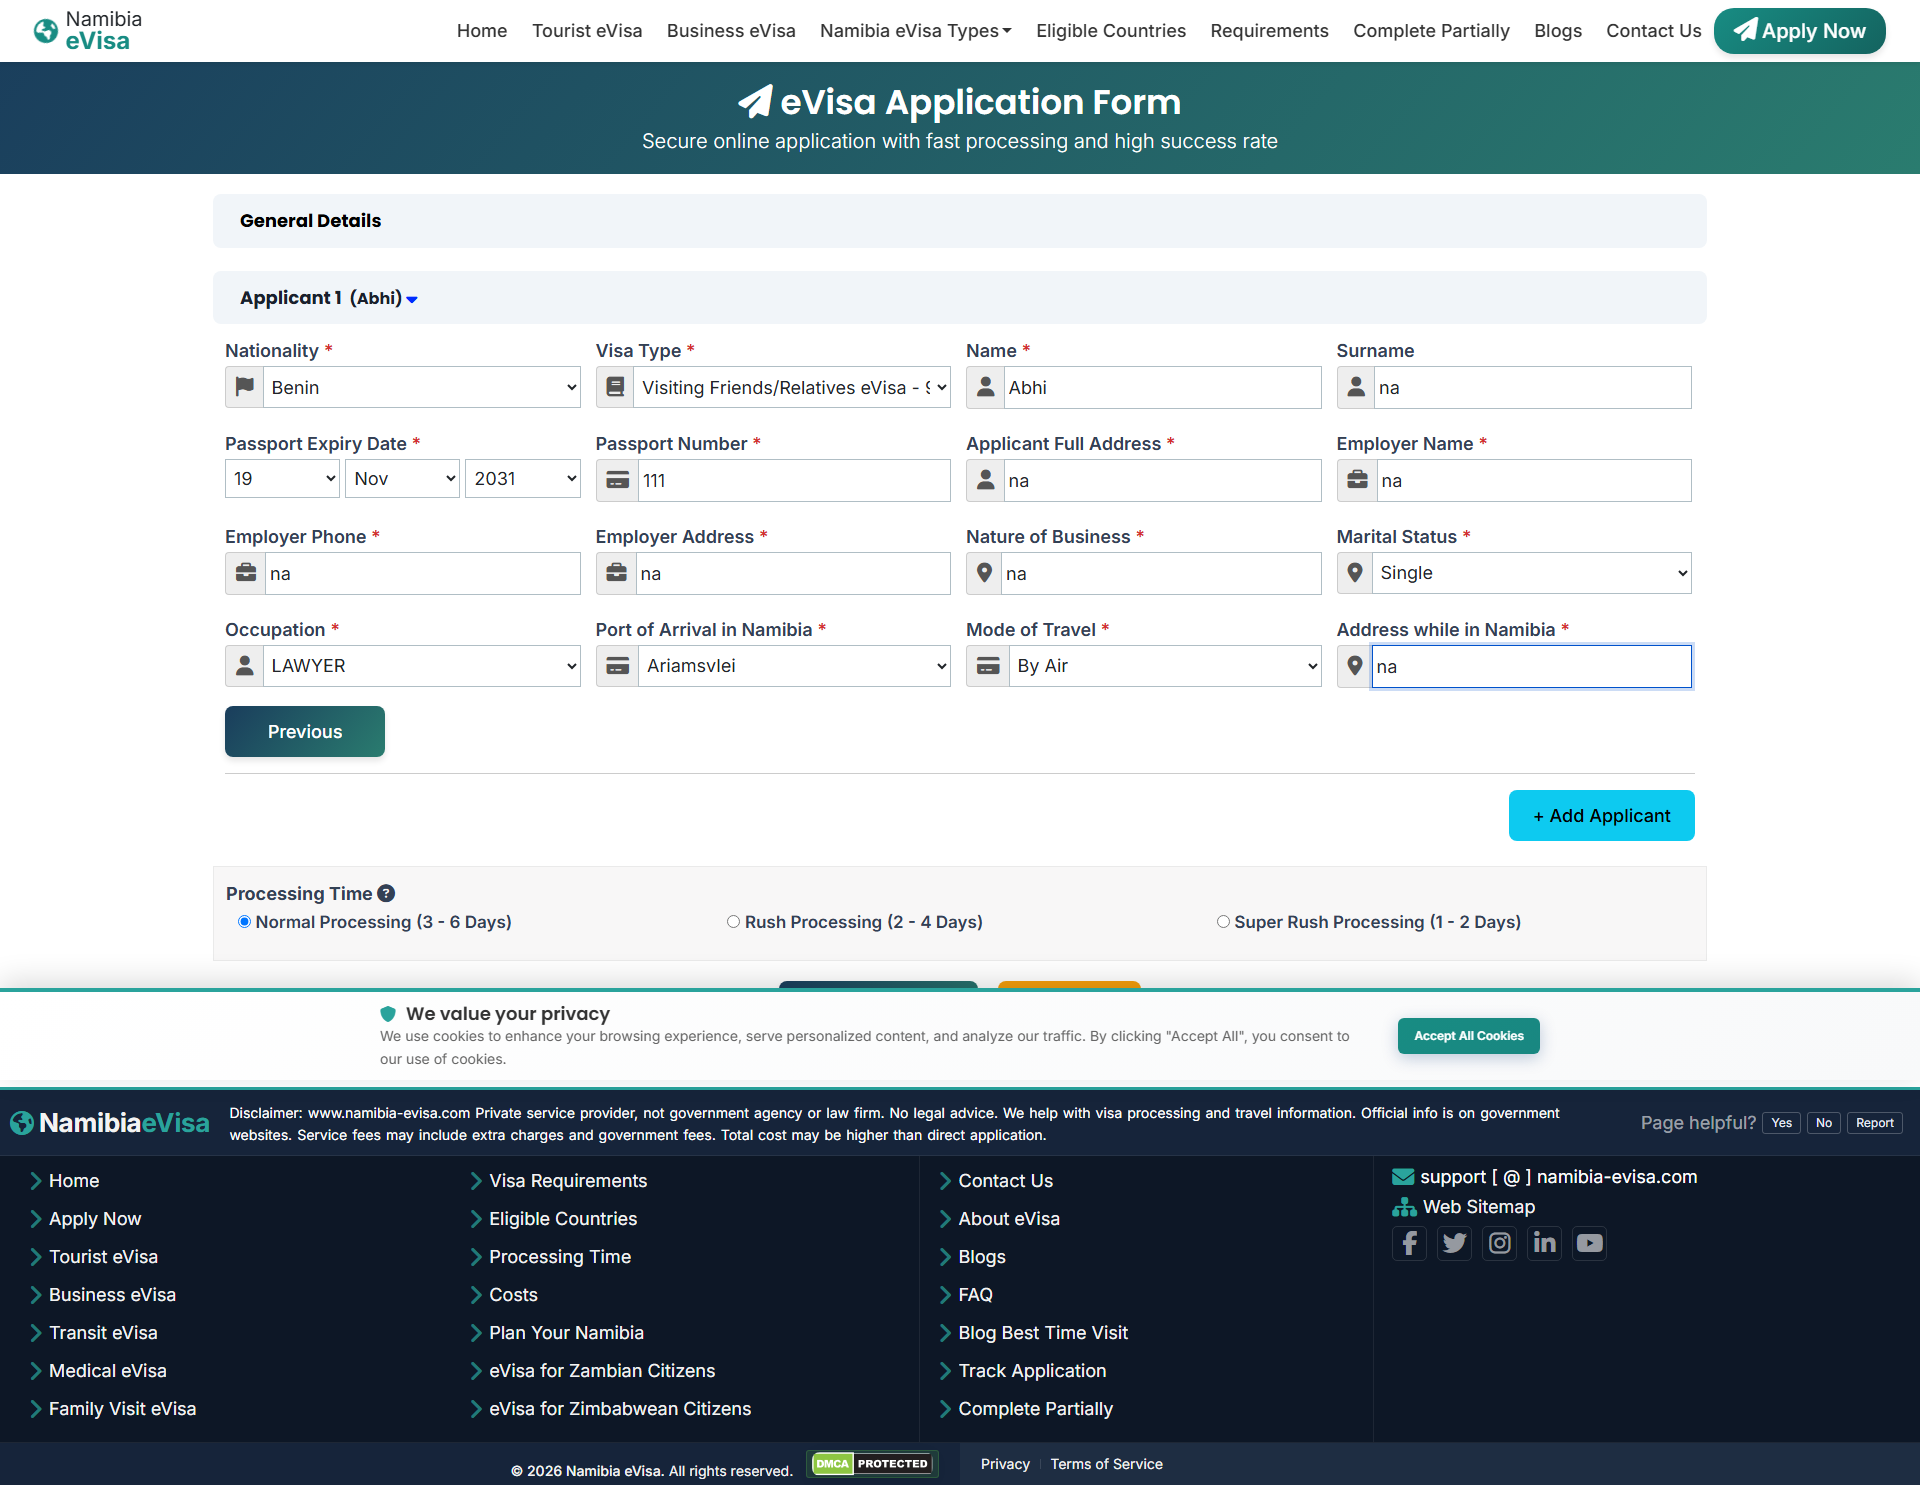 Namibia
eVisa
Home
Tourist eVisa
Business eVisa
Namibia eVisa Types
Eligible Countries
Requirements
Complete Partially
Blogs
Contact Us
Apply Now
eVisa Application Form
Secure online application with fast processing and high success rate
General Details
Applicant 1 (Abhi)
Nationality *
Visa Type *
Name *
Surname
Benin
Visiting Friends/Relatives eVisa -
Abhi
na
Passport Expiry Date *
Passport Number *
Applicant Full Address *
Employer Name *
19
Nov
2031
111
na
na
Employer Phone *
Employer Address *
Nature of Business *
Marital Status *
na
na
na
Single
Occupation *
Port of Arrival in Namibia *
Mode of Travel *
Address while in Namibia *
LAWYER
Ariamsvlei
By Air
na
Previous
+ Add Applicant
Processing Time ?
Normal Processing (3 - 6 Days)
Rush Processing (2 - 4 Days)
Super Rush Processing (1 - 2 Days)
We value your privacy
We use cookies to enhance your browsing experience, serve personalized content, and analyze our traffic. By clicking "Accept All", you consent to
our use of cookies.
Accept All Cookies
NamibiaeVisa
Disclaimer: www.namibia-evisa.com Private service provider, not government agency or law firm. No legal advice. We help with visa processing and travel information. Official info is on government
websites. Service fees may include extra charges and government fees. Total cost may be higher than direct application.
Page helpful?
Yes
No
Report
Home
Apply Now
Tourist eVisa
Business eVisa
Transit eVisa
Medical eVisa
Family Visit eVisa
Visa Requirements
Eligible Countries
Processing Time
Costs
Plan Your Namibia
eVisa for Zambian Citizens
eVisa for Zimbabwean Citizens
Contact Us
About eVisa
Blogs
FAQ
Blog Best Time Visit
Track Application
Complete Partially
support [ @ ] namibia-evisa.com
Web Sitemap
© 2026 Namibia eVisa. All rights reserved.
DMCA PROTECTED
Privacy
Terms of Service